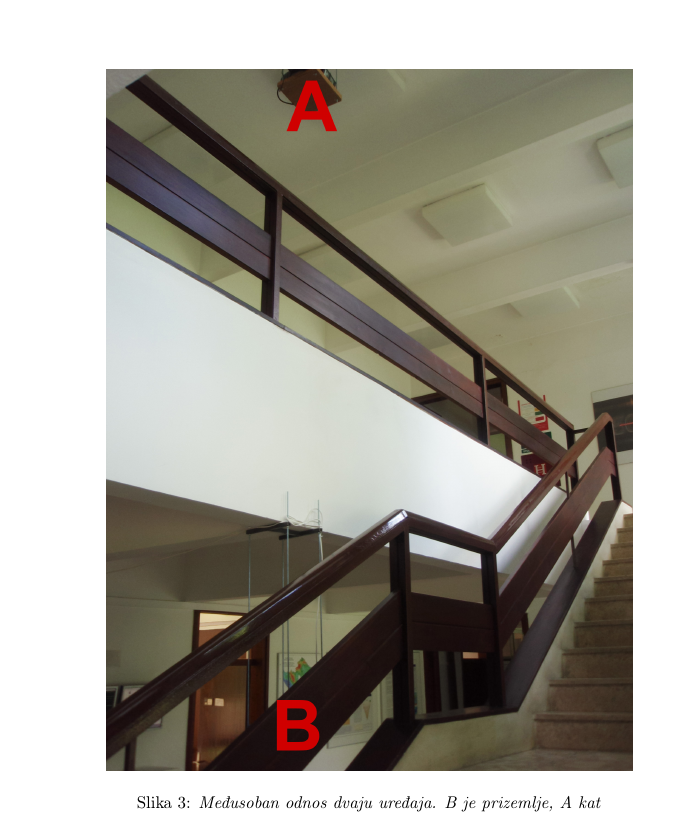 A
H
B
Slika 3: Međusoban odnos dvaju uređaja. B je prizemlje, A kat